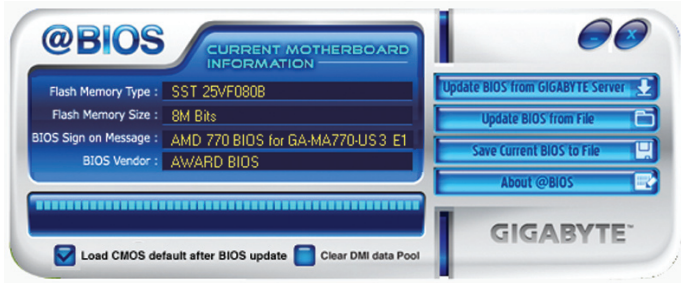 @BIOS
CURRENT MOTHERBOARD
INFORMATION
Flash Memory Type : SST 25VF080B
Flash Memory Size : 8M Bits
BIOS Sign on Message : AMD 770 BIOS for GA-MA770-US3 E1
BIOS Vendor : AWARD BIOS
Load CMOS default after BIOS update
Clear DMI data Pool
Update BIOS from GIGABYTE Server
Update BIOS from File
Save Current BIOS to File
About @BIOS
GIGABYTE™